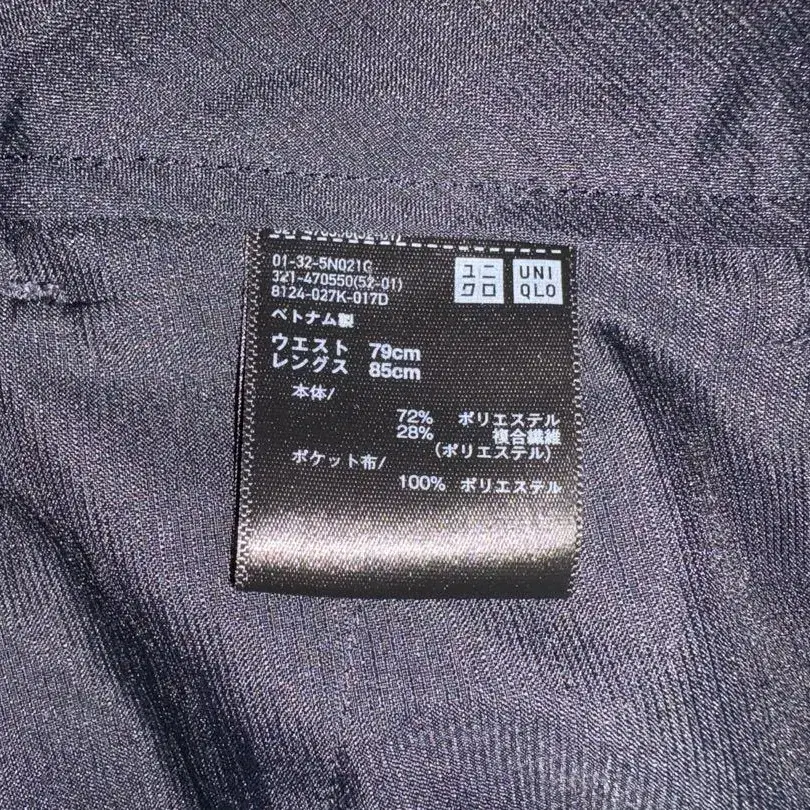 01-32-5N021G
321-470550(52-01)
8124-027K-017D
ユニクロ
UNIQLO
ベトナム製
ウエスト 79cm
レングス 85cm
本体/
72% ポリエステル
28% 複合繊維
(ポリエステル)
ポケット布/
100% ポリエステル